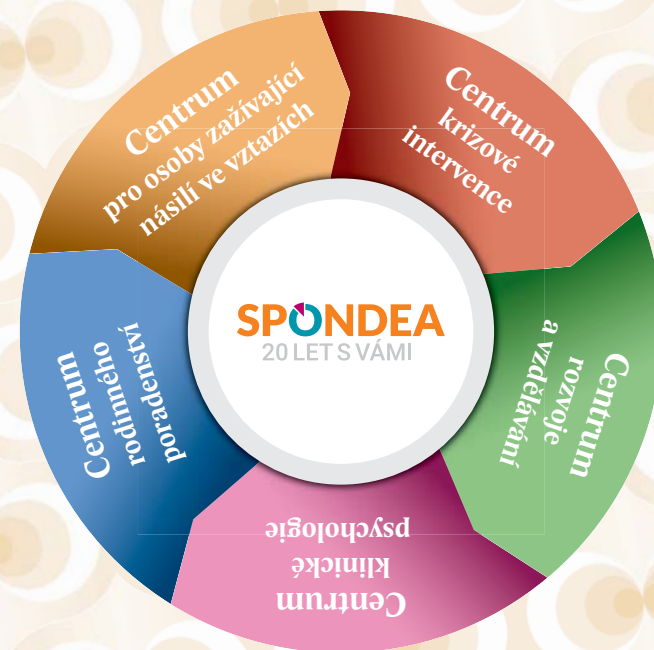 Centrum
pro osoby zažívající
násilí ve vztazích
Centrum
krizové
intervence
Centrum
rozvoje
a vzdělávání
Centrum
klinické
psychologie
Centrum
rodinného
poradenství
SPONDEA
20 LET S VÁMI